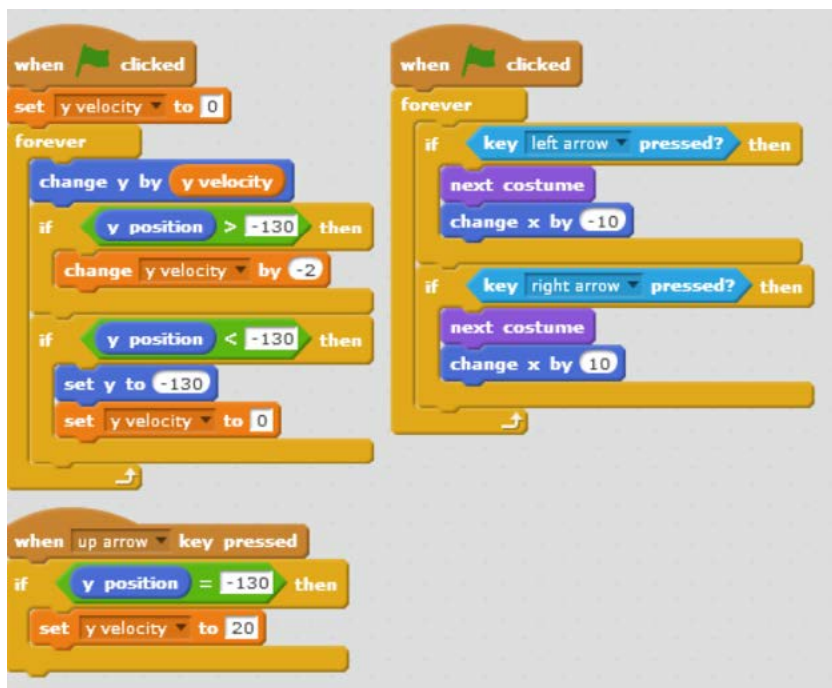 when clicked
set y velocity to 0
forever
change y by y velocity
if y position > -130 then
change y velocity by -2
if y position < -130 then
set y to -130
set y velocity to 0
when up arrow key pressed
if y position = -130 then
set y velocity to 20
when clicked
forever
if key left arrow pressed? then
next costume
change x by -10
if key right arrow pressed? then
next costume
change x by 10